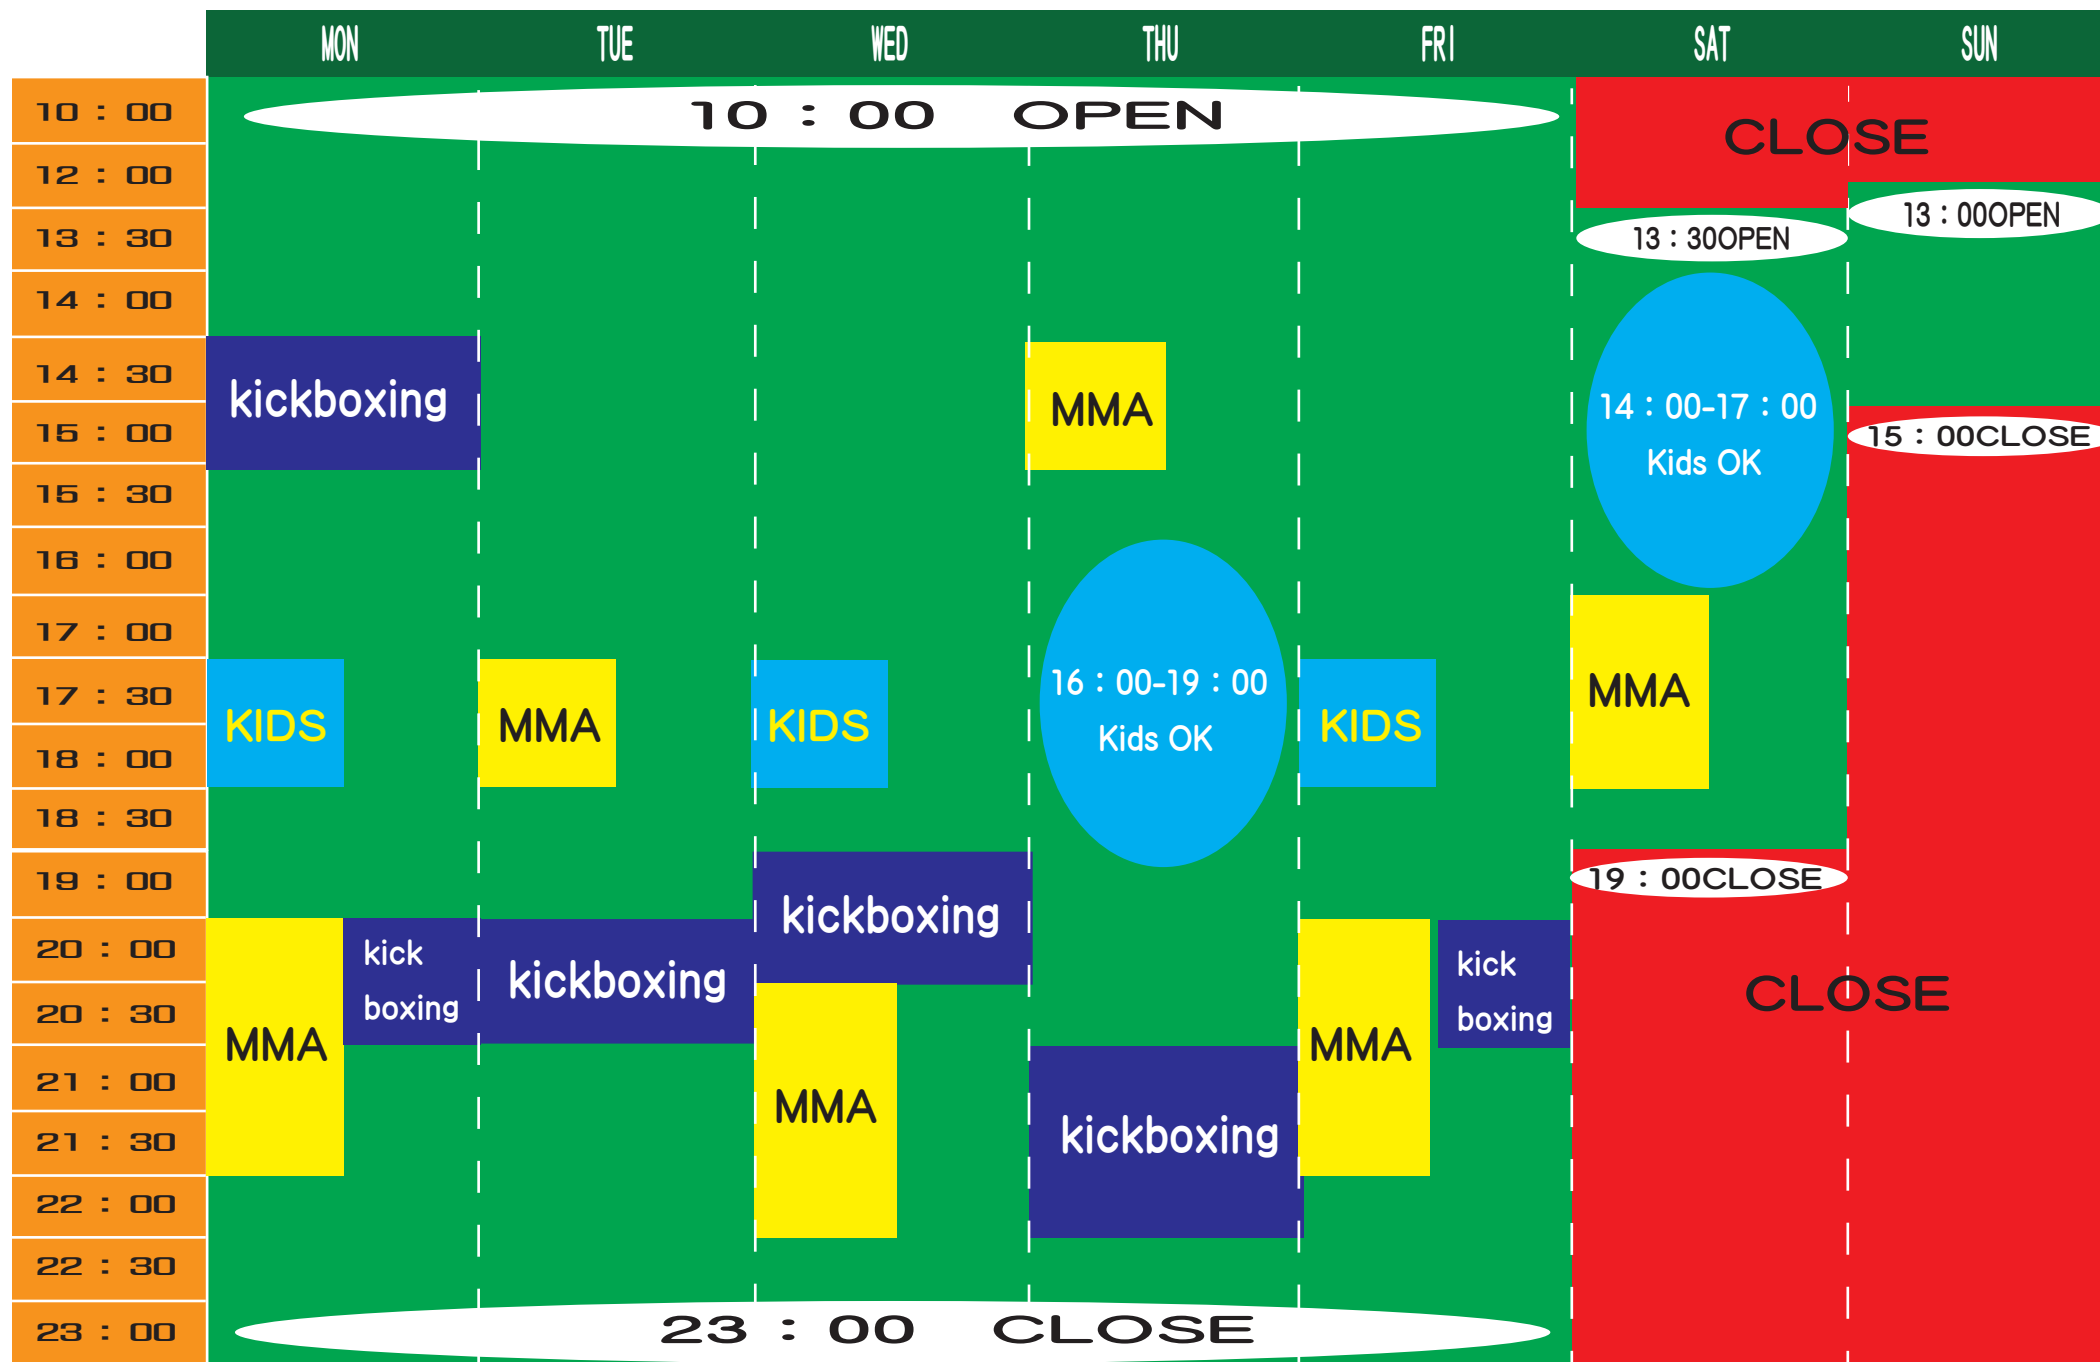 MON TUE WED THU FRI SAT SUN
10：00
10：00 OPEN
CLOSE
12：00
13：30
13：30OPEN
13：00OPEN
14：00
14：30
kickboxing
MMA
14：00-17：00
Kids OK
15：00
15：00CLOSE
15：30
16：00
17：00
17：30
KIDS
MMA
KIDS
16：00-19：00
Kids OK
KIDS
MMA
18：00
18：30
19：00
kickboxing
19：00CLOSE
20：00
kick
boxing
kickboxing
kick
boxing
CLOSE
20：30
MMA
MMA
21：00
MMA
kickboxing
21：30
22：00
22：30
23：00
23：00 CLOSE